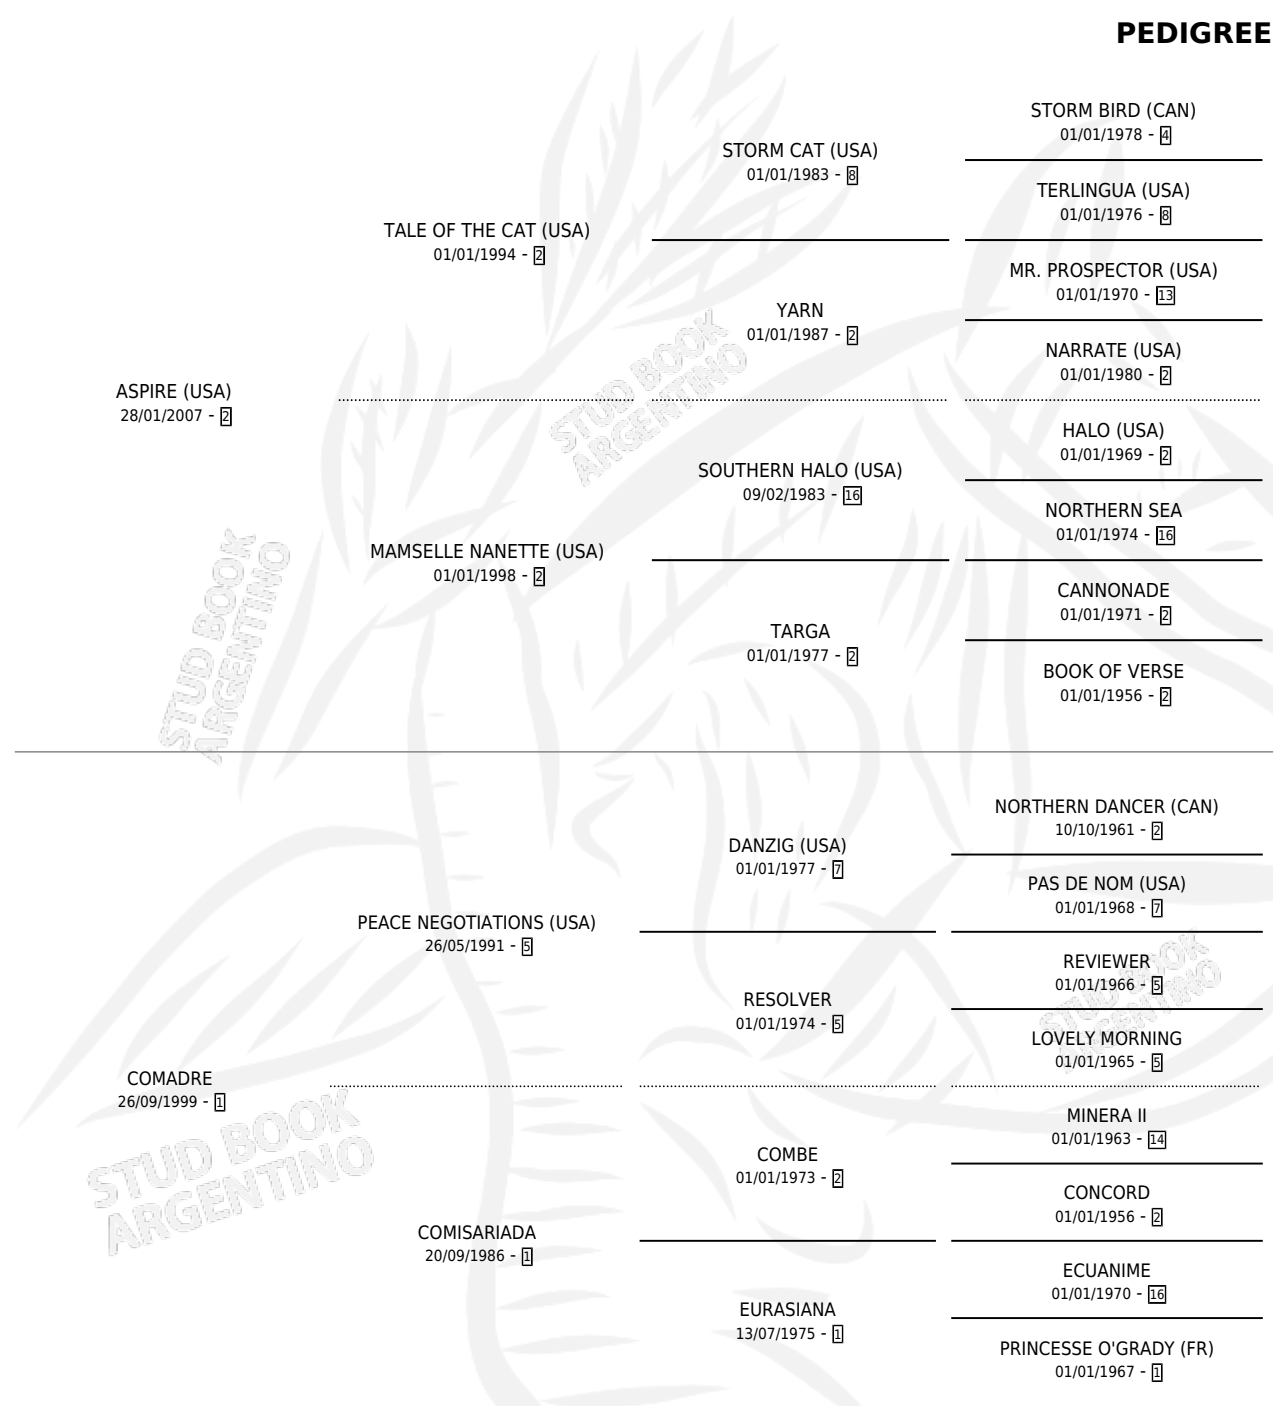 PEDIGREE
STORM BIRD (CAN)
01/01/1978 - 4
STORM CAT (USA)
01/01/1983 - 8
TERLINGUA (USA)
01/01/1976 - 8
TALE OF THE CAT (USA)
01/01/1994 - 2
MR. PROSPECTOR (USA)
01/01/1970 - 13
YARN
01/01/1987 - 2
NARRATE (USA)
01/01/1980 - 2
ASPIRE (USA)
28/01/2007 - 2
HALO (USA)
01/01/1969 - 2
SOUTHERN HALO (USA)
09/02/1983 - 16
NORTHERN SEA
01/01/1974 - 16
MAMSELLE NANETTE (USA)
01/01/1998 - 2
CANNONADE
01/01/1971 - 2
TARGA
01/01/1977 - 2
BOOK OF VERSE
01/01/1956 - 2
NORTHERN DANCER (CAN)
10/10/1961 - 2
DANZIG (USA)
01/01/1977 - 7
PAS DE NOM (USA)
01/01/1968 - 7
PEACE NEGOTIATIONS (USA)
26/05/1991 - 5
REVIEWER
01/01/1966 - 5
RESOLVER
01/01/1974 - 5
LOVELY MORNING
01/01/1965 - 5
COMADRE
26/09/1999 - 1
MINERA II
01/01/1963 - 14
COMBE
01/01/1973 - 2
CONCORD
01/01/1956 - 2
COMISARIADA
20/09/1986 - 1
ECUANIME
01/01/1970 - 16
EURASIANA
13/07/1975 - 1
PRINCESSE O'GRADY (FR)
01/01/1967 - 1
STUD BOOK
ARGENTINO
STUD BOOK
ARGENTINO
STUD BOOK
ARGENTINO
STUD BOOK
ARGENTINO